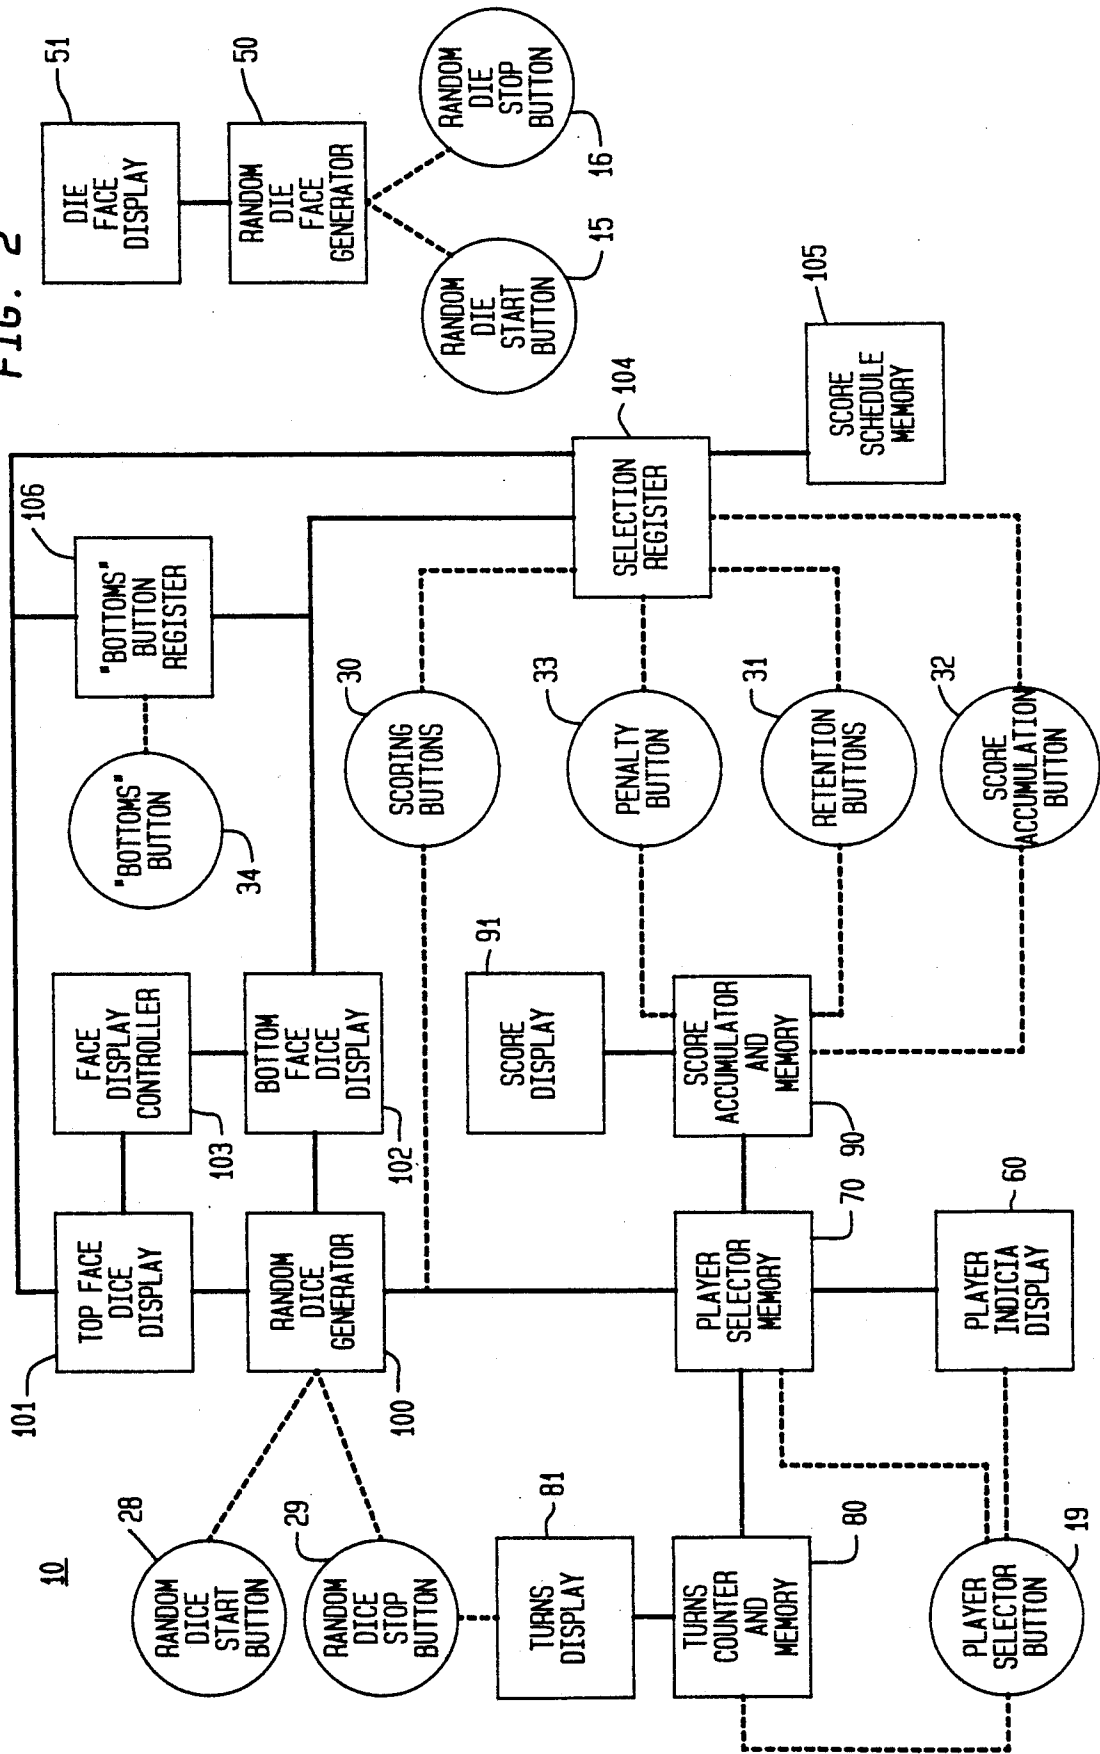 FIG. 2
10
RANDOM
DICE
START
BUTTON
28
RANDOM
DICE
STOP
BUTTON
29
TURNS
DISPLAY
81
TURNS
COUNTER
AND
MEMORY
80
PLAYER
SELECTOR
BUTTON
19
101
TOP FACE
DICE
DISPLAY
RANDOM
DICE
GENERATOR
100
PLAYER
SELECTOR
MEMORY
70
PLAYER
INDICIA
DISPLAY
60
FACE
DISPLAY
CONTROLLER
103
BOTTOM
FACE
DICE
DISPLAY
102
SCORE
DISPLAY
91
SCORE
ACCUMULATOR
AND
MEMORY
90
"BOTTOMS"
BUTTON
34
SCORING
BUTTONS
30
PENALTY
BUTTON
33
RETENTION
BUTTONS
31
SCORE
ACCUMULATION
BUTTON
32
"BOTTOMS"
BUTTON
REGISTER
106
SELECTION
REGISTER
104
SCORE
SCHEDULE
MEMORY
105
DIE
FACE
DISPLAY
51
RANDOM
DIE
FACE
GENERATOR
50
RANDOM
DIE
START
BUTTON
15
RANDOM
DIE
STOP
BUTTON
16